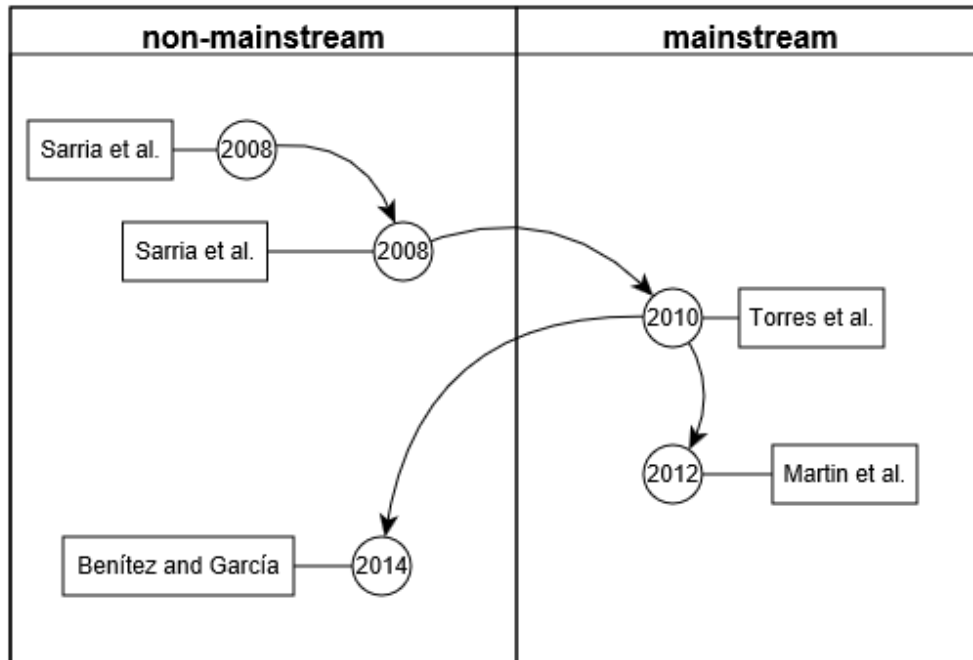 non-mainstream
mainstream
Sarria et al.
2008
Sarria et al.
2008
2010
Torres et al.
2012
Martin et al.
Benítez and García
2014